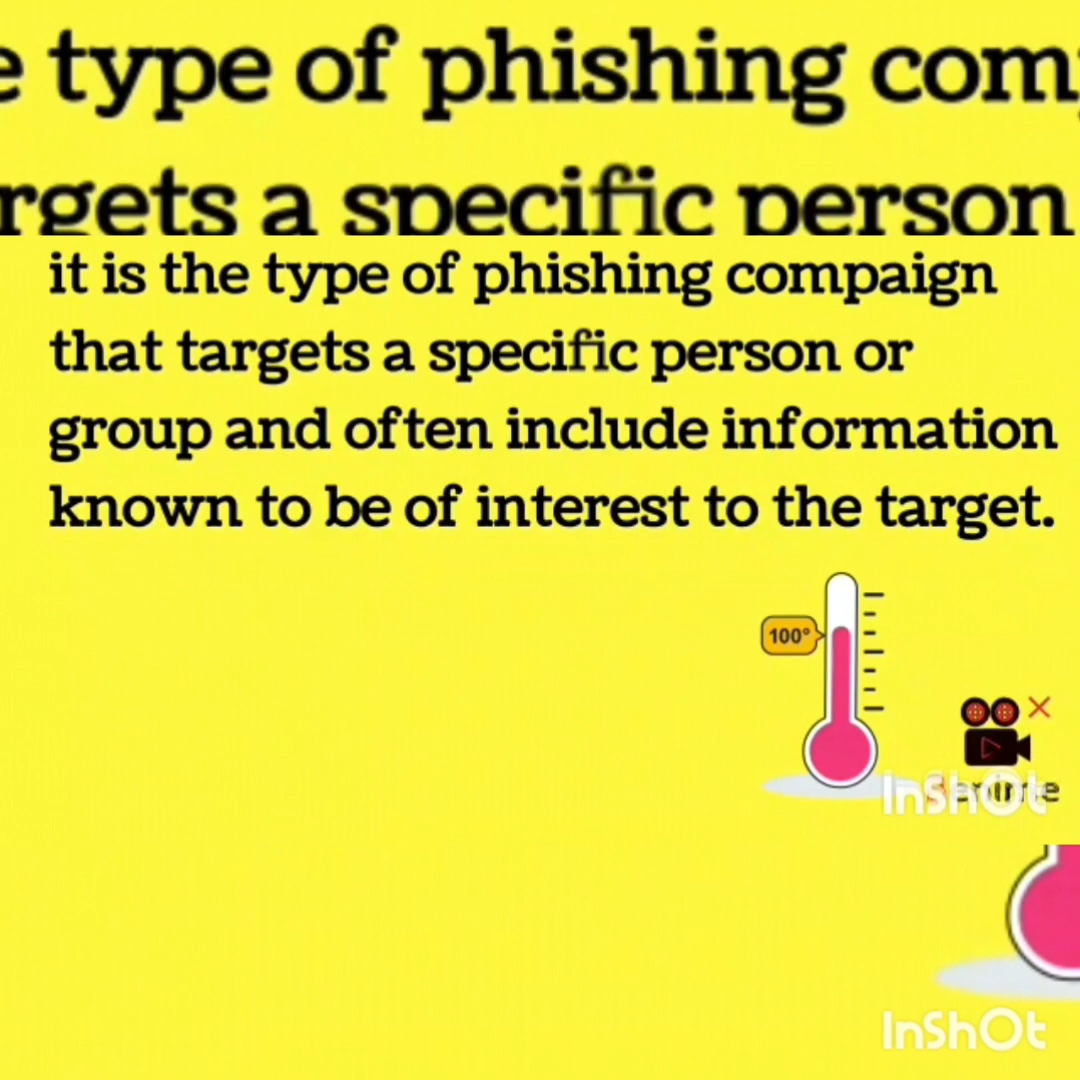 e type of phishing com
rgets a specific person
it is the type of phishing compaign
that targets a specific person or
group and often include information
known to be of interest to the target.
100°
InShOt
InShOt